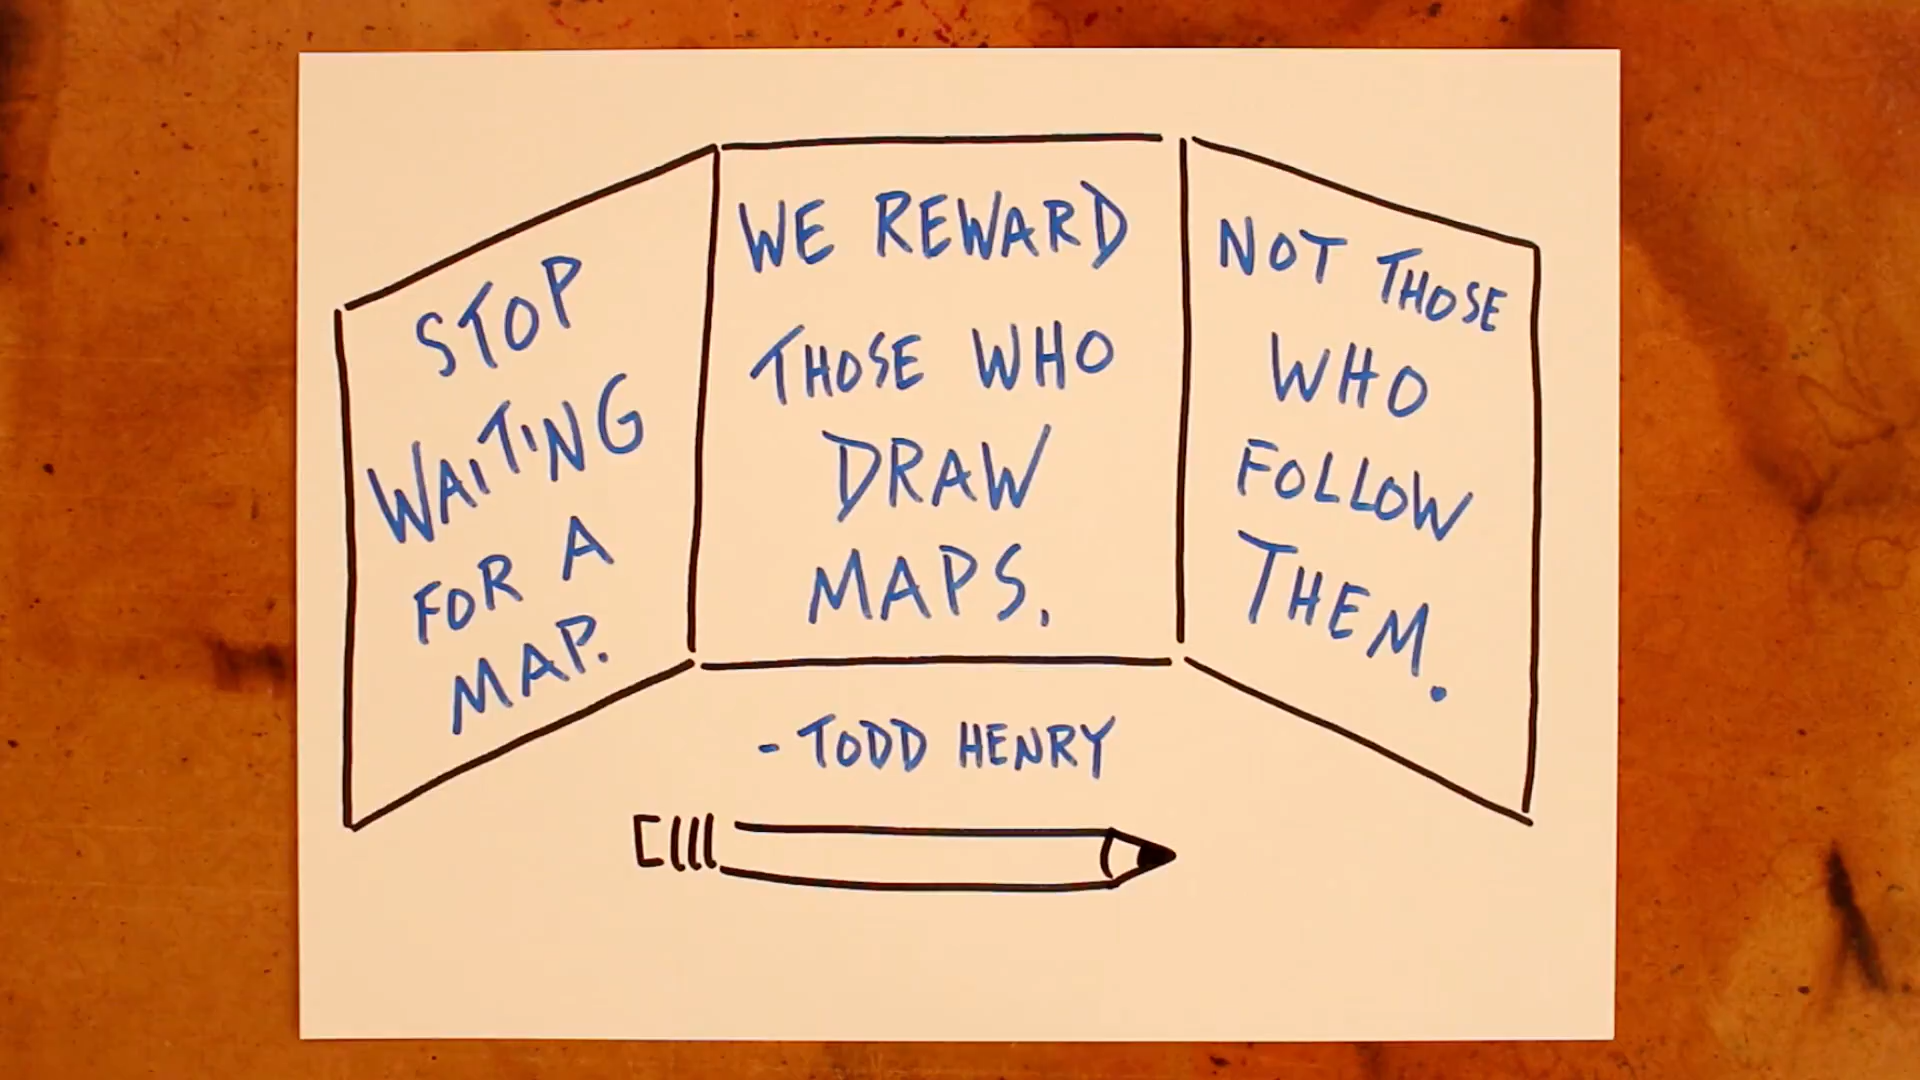 STOP
WAITING
FOR A
MAP.
WE REWARD
THOSE WHO
DRAW
MAPS,
NOT THOSE
WHO
FOLLOW
THEM.
- TODD HENRY